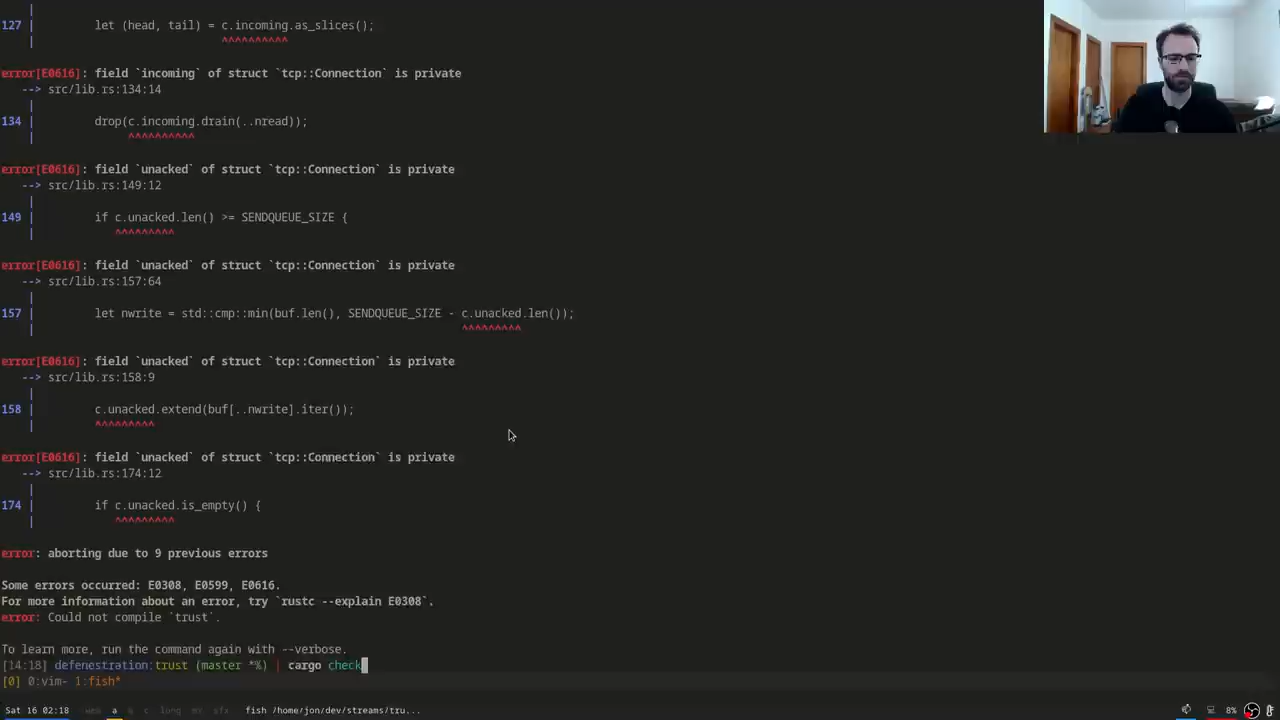 127 |         let (head, tail) = c.incoming.as_slices();
    |                            ^^^^^^^^^^
error[E0616]: field `incoming` of struct `tcp::Connection` is private
   --> src/lib.rs:134:14
    |
134 |         drop(c.incoming.drain(..nread));
    |              ^^^^^^^^^^
error[E0616]: field `unacked` of struct `tcp::Connection` is private
   --> src/lib.rs:149:12
    |
149 |         if c.unacked.len() >= SENDQUEUE_SIZE {
    |            ^^^^^^^^^
error[E0616]: field `unacked` of struct `tcp::Connection` is private
   --> src/lib.rs:157:64
    |
157 |         let nwrite = std::cmp::min(buf.len(), SENDQUEUE_SIZE - c.unacked.len());
    |                                                                ^^^^^^^^^
error[E0616]: field `unacked` of struct `tcp::Connection` is private
   --> src/lib.rs:158:9
    |
158 |         c.unacked.extend(buf[..nwrite].iter());
    |         ^^^^^^^^^
error[E0616]: field `unacked` of struct `tcp::Connection` is private
   --> src/lib.rs:174:12
    |
174 |         if c.unacked.is_empty() {
    |            ^^^^^^^^^
error: aborting due to 9 previous errors
Some errors occurred: E0308, E0599, E0616.
For more information about an error, try `rustc --explain E0308`.
error: Could not compile `trust`.
To learn more, run the command again with --verbose.
[14:18] defenestration:trust (master *%) | cargo check
[0] 0:vim- 1:fish*
Sat 16 02:18 web a c lung sfx fish /home/jon/dev/streams/tru... 8%